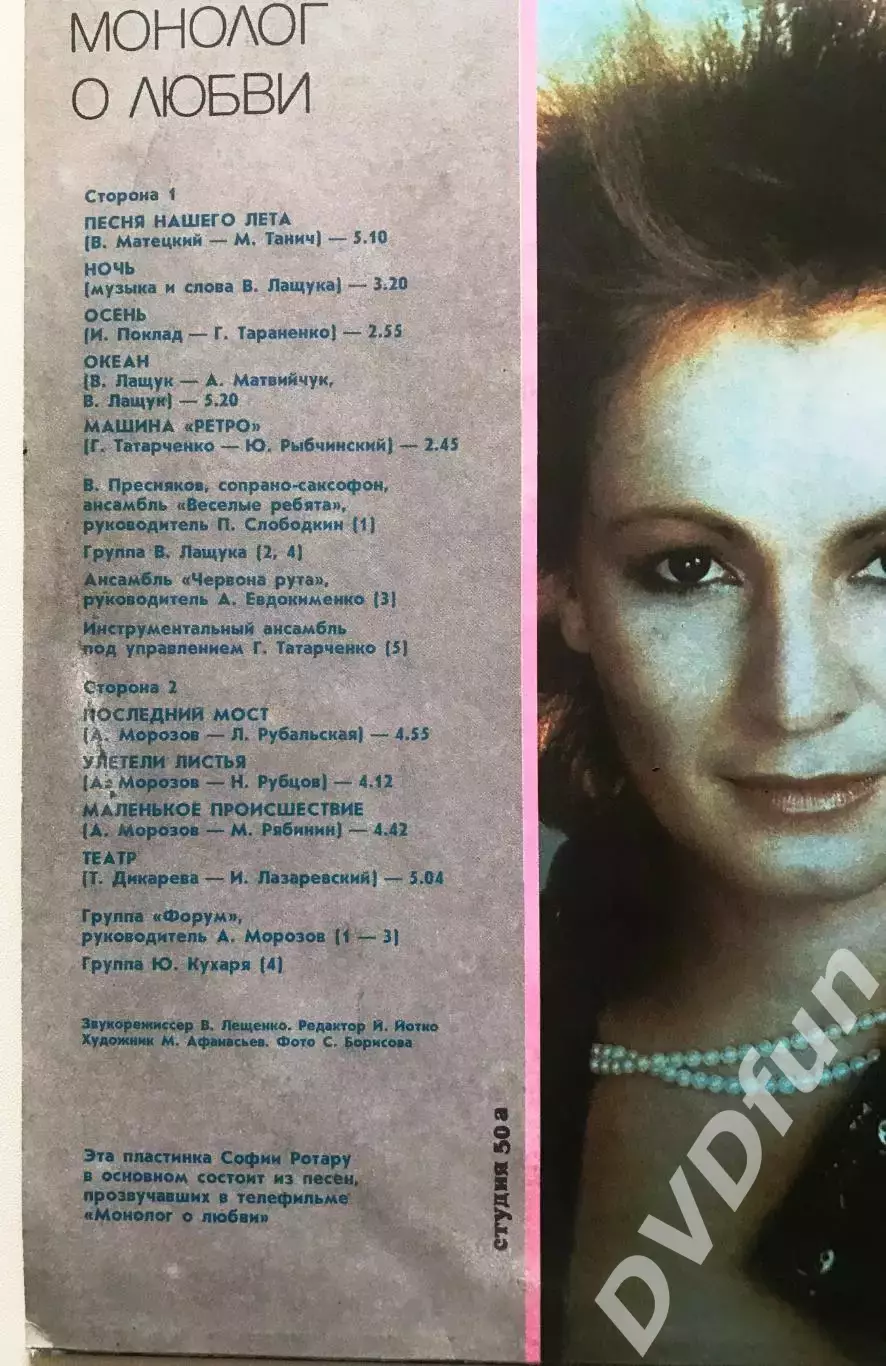 МОНОЛОГ
О ЛЮБВИ
Сторона 1
ПЕСНЯ НАШЕГО ЛЕТА
(В. Матецкий — М. Танич) — 5.10
НОЧЬ
(музыка и слова В. Лащука) — 3.20
ОСЕНЬ
(И. Поклад — Г. Тараненко) — 2.55
ОКЕАН
(В. Лащук — А. Матвийчук,
В. Лащук) — 5.20
МАШИНА «РЕТРО»
(Г. Татарченко — Ю. Рыбчинский) — 2.45
В. Пресняков, сопрано-саксофон,
ансамбль «Веселые ребята»,
руководитель П. Слободкин (1)
Группа В. Лащука (2, 4)
Ансамбль «Червона рута»,
руководитель А. Евдокименко (3)
Инструментальный ансамбль
под управлением Г. Татарченко (5)
Сторона 2
ПОСЛЕДНИЙ МОСТ
(А. Морозов — Л. Рубальская) — 4.55
УЛЕТЕЛИ ЛИСТЬЯ
(А. Морозов — Н. Рубцов) — 4.12
МАЛЕНЬКОЕ ПРОИСШЕСТВИЕ
(А. Морозов — М. Рябинин) — 4.42
ТЕАТР
(Т. Дикарева — И. Лазаревский) — 5.04
Группа «Форум»,
руководитель А. Морозов (1 — 3)
Группа Ю. Кухаря (4)
Звукорежиссер В. Лещенко. Редактор Й. Йотко
Художник М. Афанасьев. Фото С. Борисова
Эта пластинка Софии Ротару
в основном состоит из песен,
прозвучавших в телефильме
«Монолог о любви»
студия 50 а
DVDfun